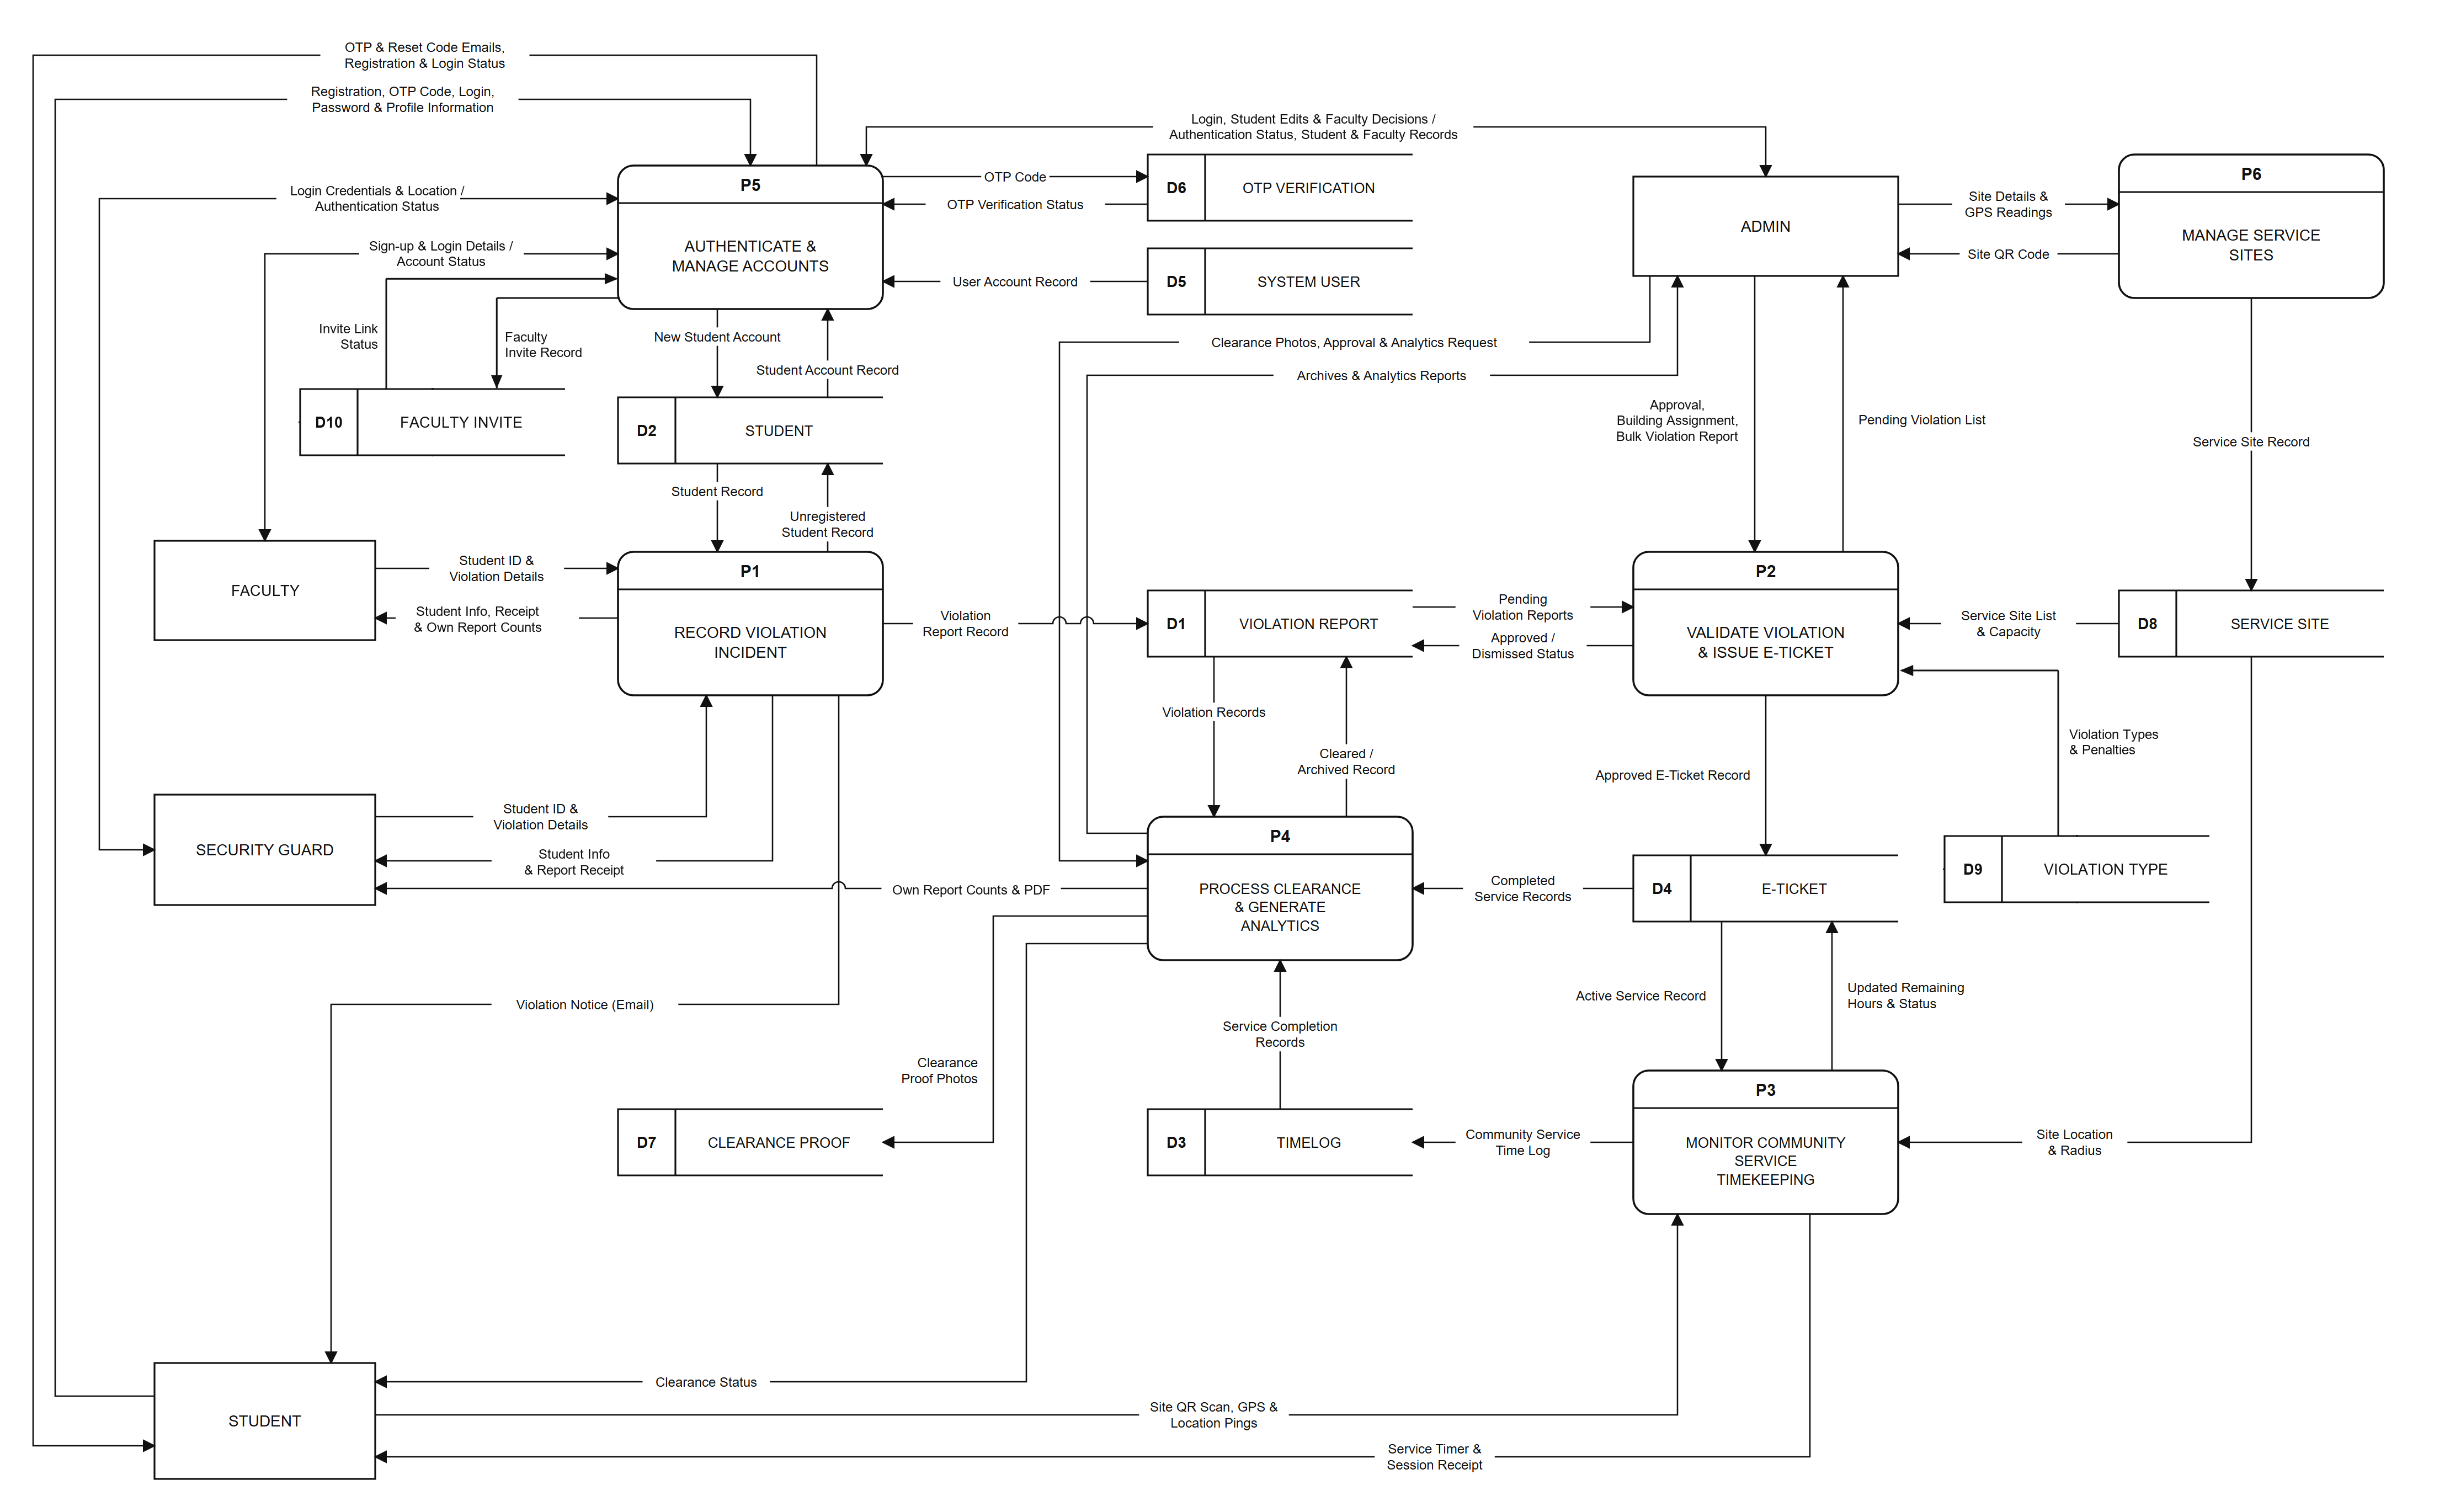 OTP & Reset Code Emails,
Registration & Login Status
Registration, OTP Code, Login,
Password & Profile Information
Login, Student Edits & Faculty Decisions /
Authentication Status, Student & Faculty Records
Login Credentials & Location /
Authentication Status
Sign-up & Login Details /
Account Status
P5
AUTHENTICATE &
MANAGE ACCOUNTS
OTP Code
OTP Verification Status
D6
OTP VERIFICATION
User Account Record
D5
SYSTEM USER
ADMIN
Site Details &
GPS Readings
Site QR Code
P6
MANAGE SERVICE
SITES
Invite Link
Status
Faculty
Invite Record
New Student Account
Student Account Record
Clearance Photos, Approval & Analytics Request
Archives & Analytics Reports
D10
FACULTY INVITE
D2
STUDENT
Approval,
Building Assignment,
Bulk Violation Report
Pending Violation List
Service Site Record
Student Record
Unregistered
Student Record
FACULTY
Student ID &
Violation Details
Student Info, Receipt
& Own Report Counts
P1
RECORD VIOLATION
INCIDENT
Violation
Report Record
D1
VIOLATION REPORT
Pending
Violation Reports
Approved /
Dismissed Status
P2
VALIDATE VIOLATION
& ISSUE E-TICKET
Service Site List
& Capacity
D8
SERVICE SITE
Violation Records
Cleared /
Archived Record
Approved E-Ticket Record
Violation Types
& Penalties
SECURITY GUARD
Student ID &
Violation Details
Student Info
& Report Receipt
Own Report Counts & PDF
P4
PROCESS CLEARANCE
& GENERATE
ANALYTICS
Completed
Service Records
D4
E-TICKET
D9
VIOLATION TYPE
Violation Notice (Email)
Clearance
Proof Photos
Service Completion
Records
Active Service Record
Updated Remaining
Hours & Status
D7
CLEARANCE PROOF
D3
TIMELOG
Community Service
Time Log
P3
MONITOR COMMUNITY
SERVICE
TIMEKEEPING
Site Location
& Radius
STUDENT
Clearance Status
Site QR Scan, GPS &
Location Pings
Service Timer &
Session Receipt